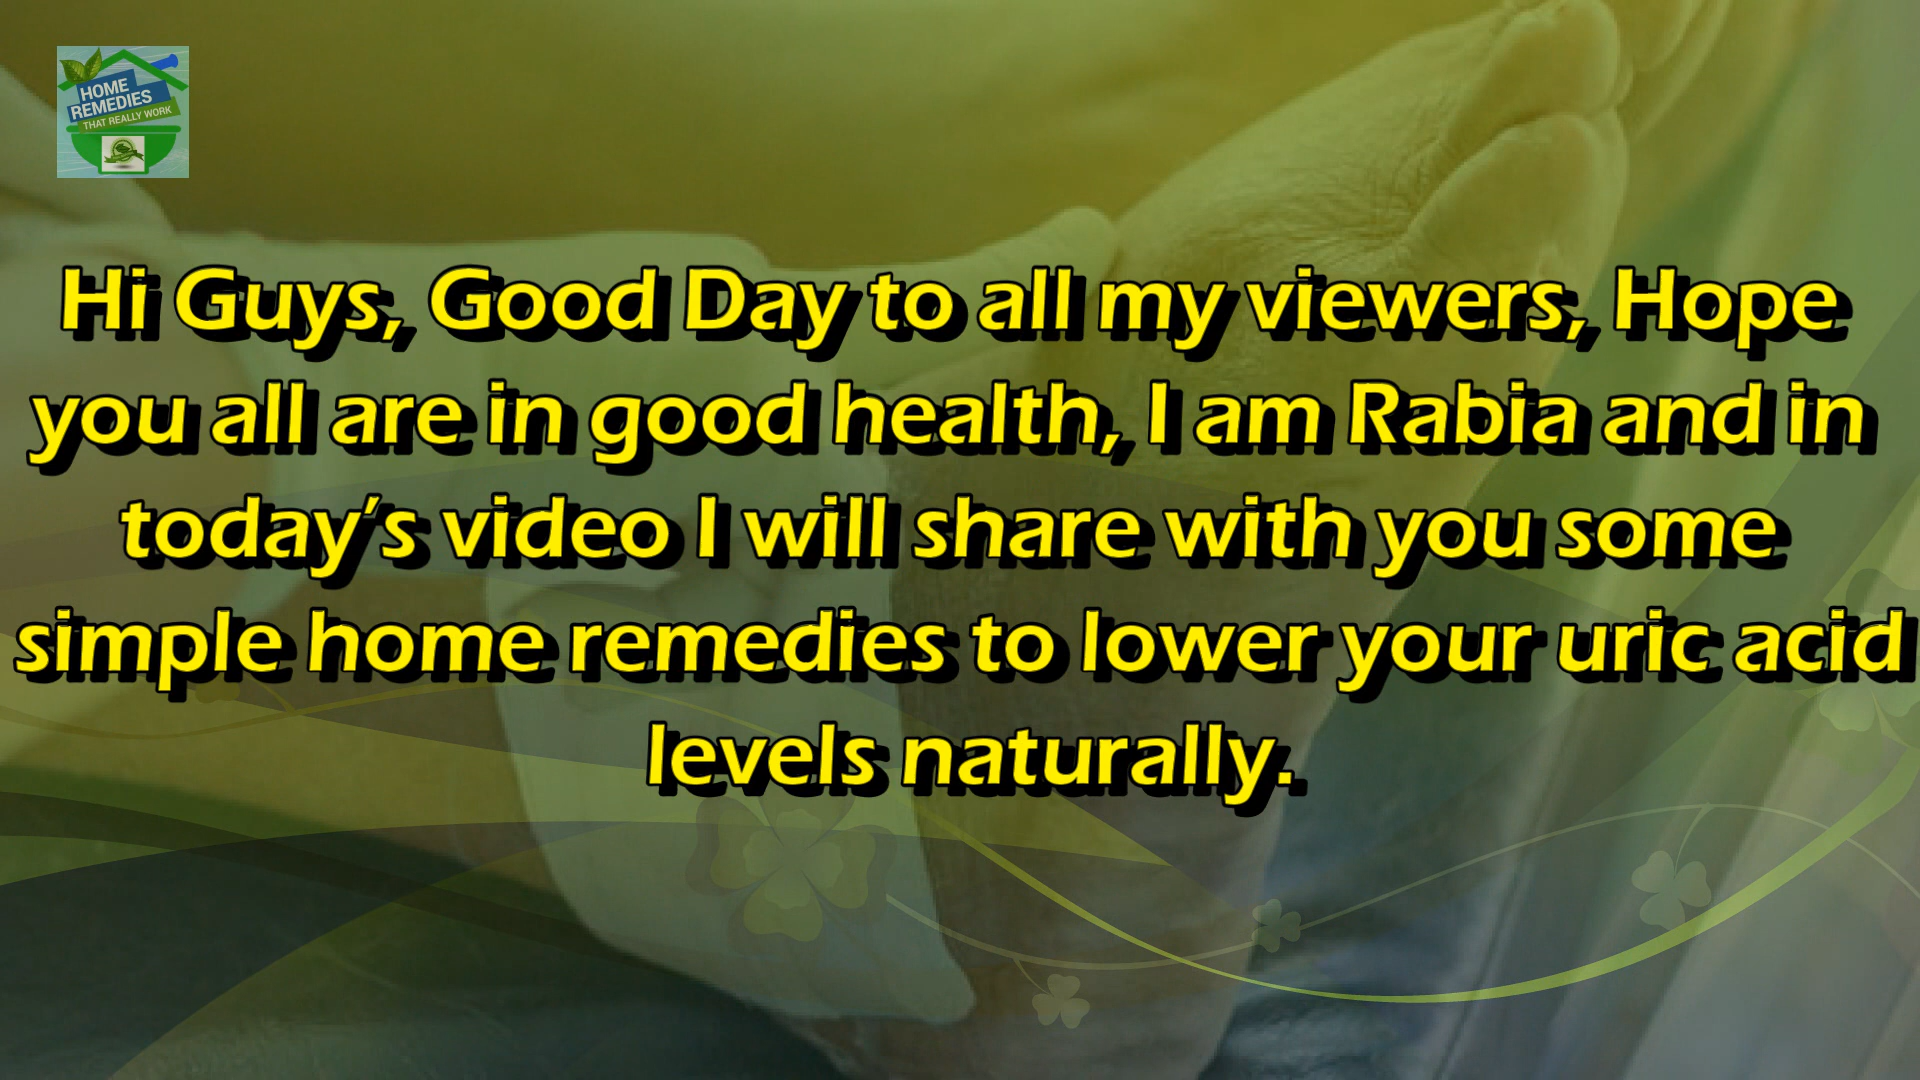 HOME
REMEDIES
THAT REALLY WORK
Hi Guys, Good Day to all my viewers, Hope
you all are in good health, I am Rabia and in
today's video I will share with you some
simple home remedies to lower your uric acid
levels naturally.